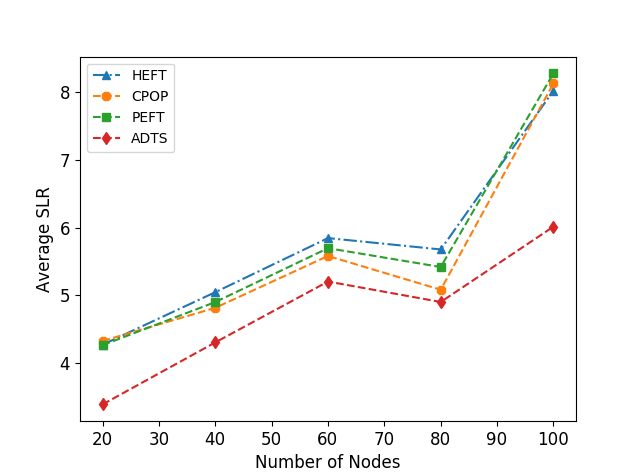 HEFT
CPOP
PEFT
ADTS
8
7
6
5
4
Average SLR
20 30 40 50 60 70 80 90 100
Number of Nodes